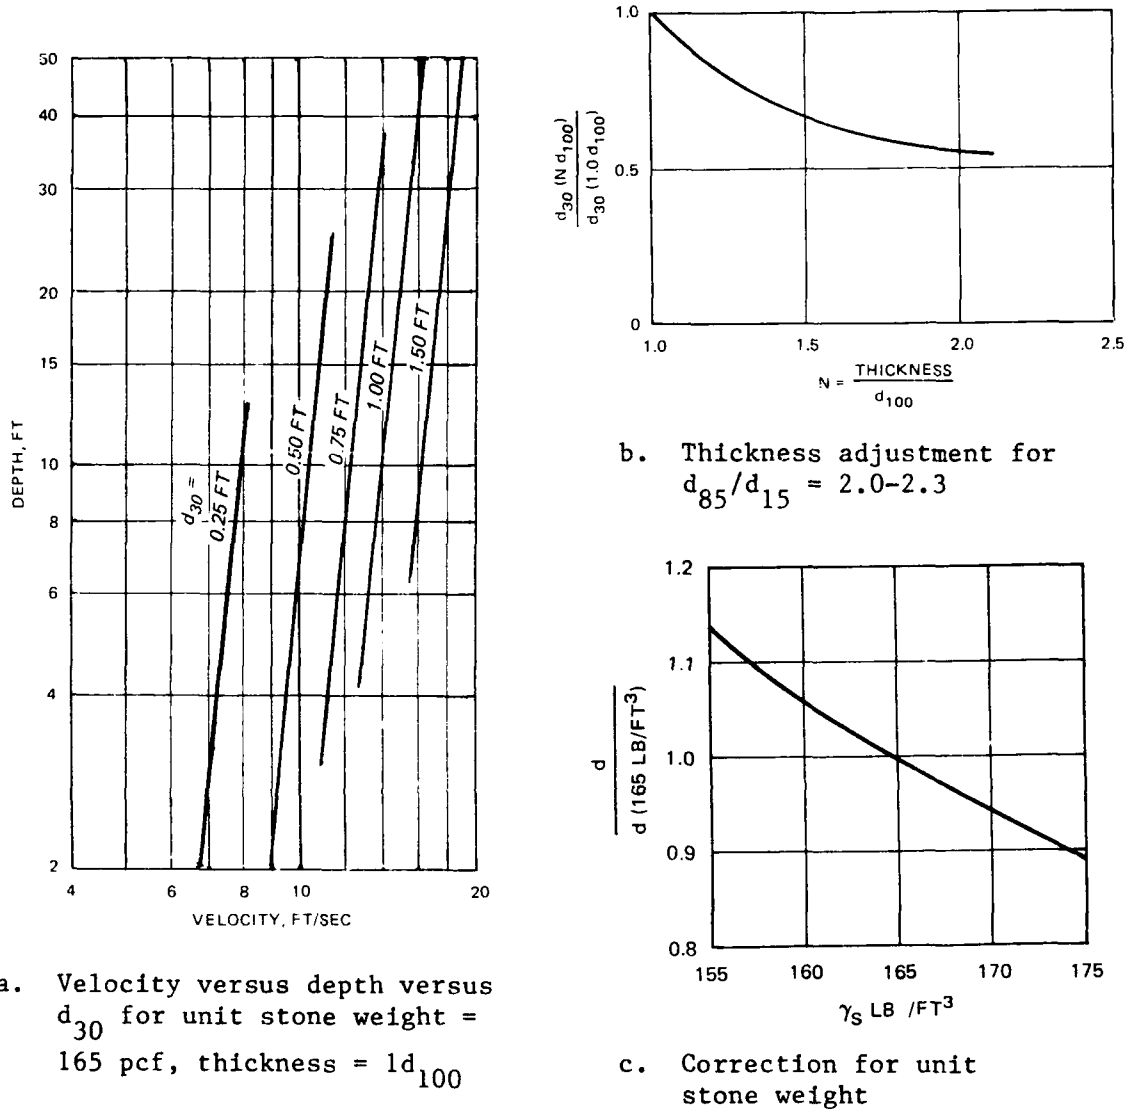 50
40
30
20
15
10
8
6
4
2
DEPTH, FT
4 6 8 10 20
VELOCITY, FT/SEC
d30 =
0.25 FT
0.50 FT
0.75 FT
1.00 FT
1.50 FT
a. Velocity versus depth versus
d30 for unit stone weight =
165 pcf, thickness = 1d100
1.0
0.5
0
d30 (N d100)
d30 (1.0 d100)
1.0 1.5 2.0 2.5
N = THICKNESS
d100
b. Thickness adjustment for
d85/d15 = 2.0-2.3
1.2
1.1
1.0
0.9
0.8
d
d (165 LB/FT3)
155 160 165 170 175
γS LB /FT3
c. Correction for unit
stone weight